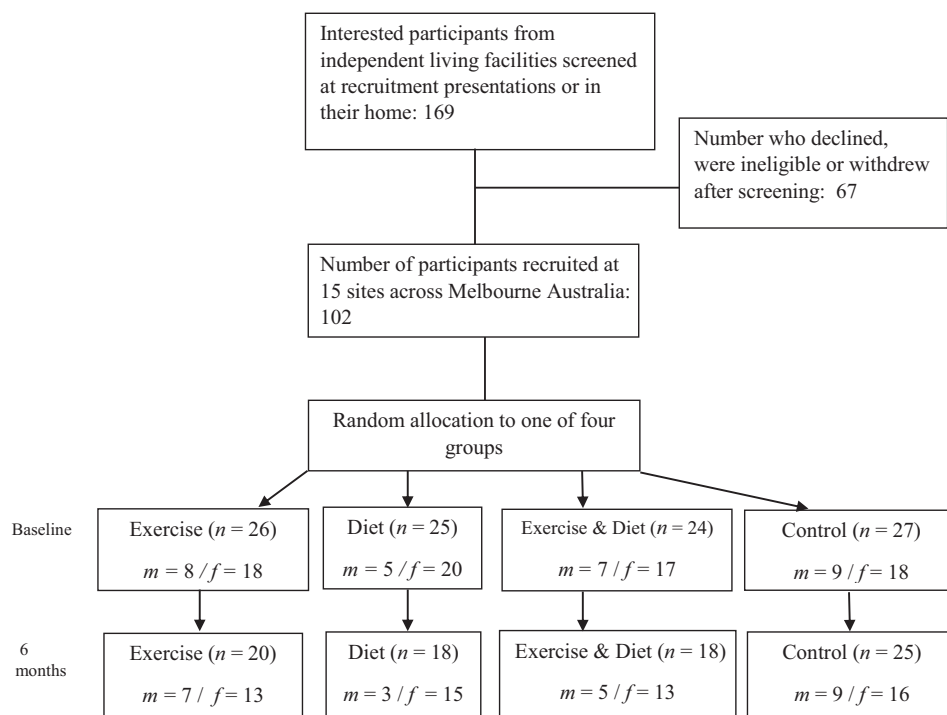 Interested participants from
independent living facilities screened
at recruitment presentations or in
their home: 169
Number who declined,
were ineligible or withdrew
after screening: 67
Number of participants recruited at
15 sites across Melbourne Australia:
102
Random allocation to one of four
groups
Baseline
Exercise (n = 26)
m = 8 / f = 18
Diet (n = 25)
m = 5 / f = 20
Exercise & Diet (n = 24)
m = 7 / f = 17
Control (n = 27)
m = 9 / f = 18
6
months
Exercise (n = 20)
m = 7 / f = 13
Diet (n = 18)
m = 3 / f = 15
Exercise & Diet (n = 18)
m = 5 / f = 13
Control (n = 25)
m = 9 / f = 16